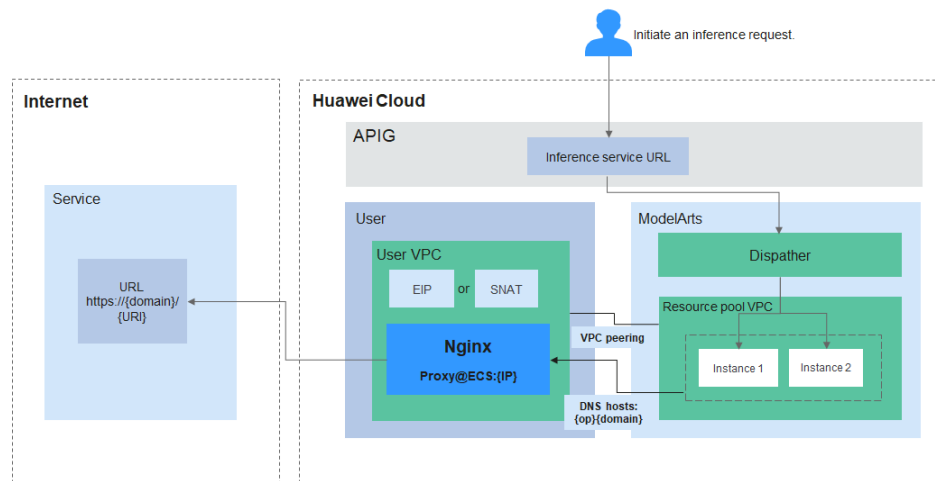 Initiate an inference request.
Internet
Huawei Cloud
APIG
Inference service URL
Service
URL
https://{domain}/
{URI}
User
User VPC
EIP
or
SNAT
Nginx
Proxy@ECS:{IP}
VPC peering
DNS hosts:
{op}{domain}
ModelArts
Dispather
Resource pool VPC
Instance 1
Instance 2